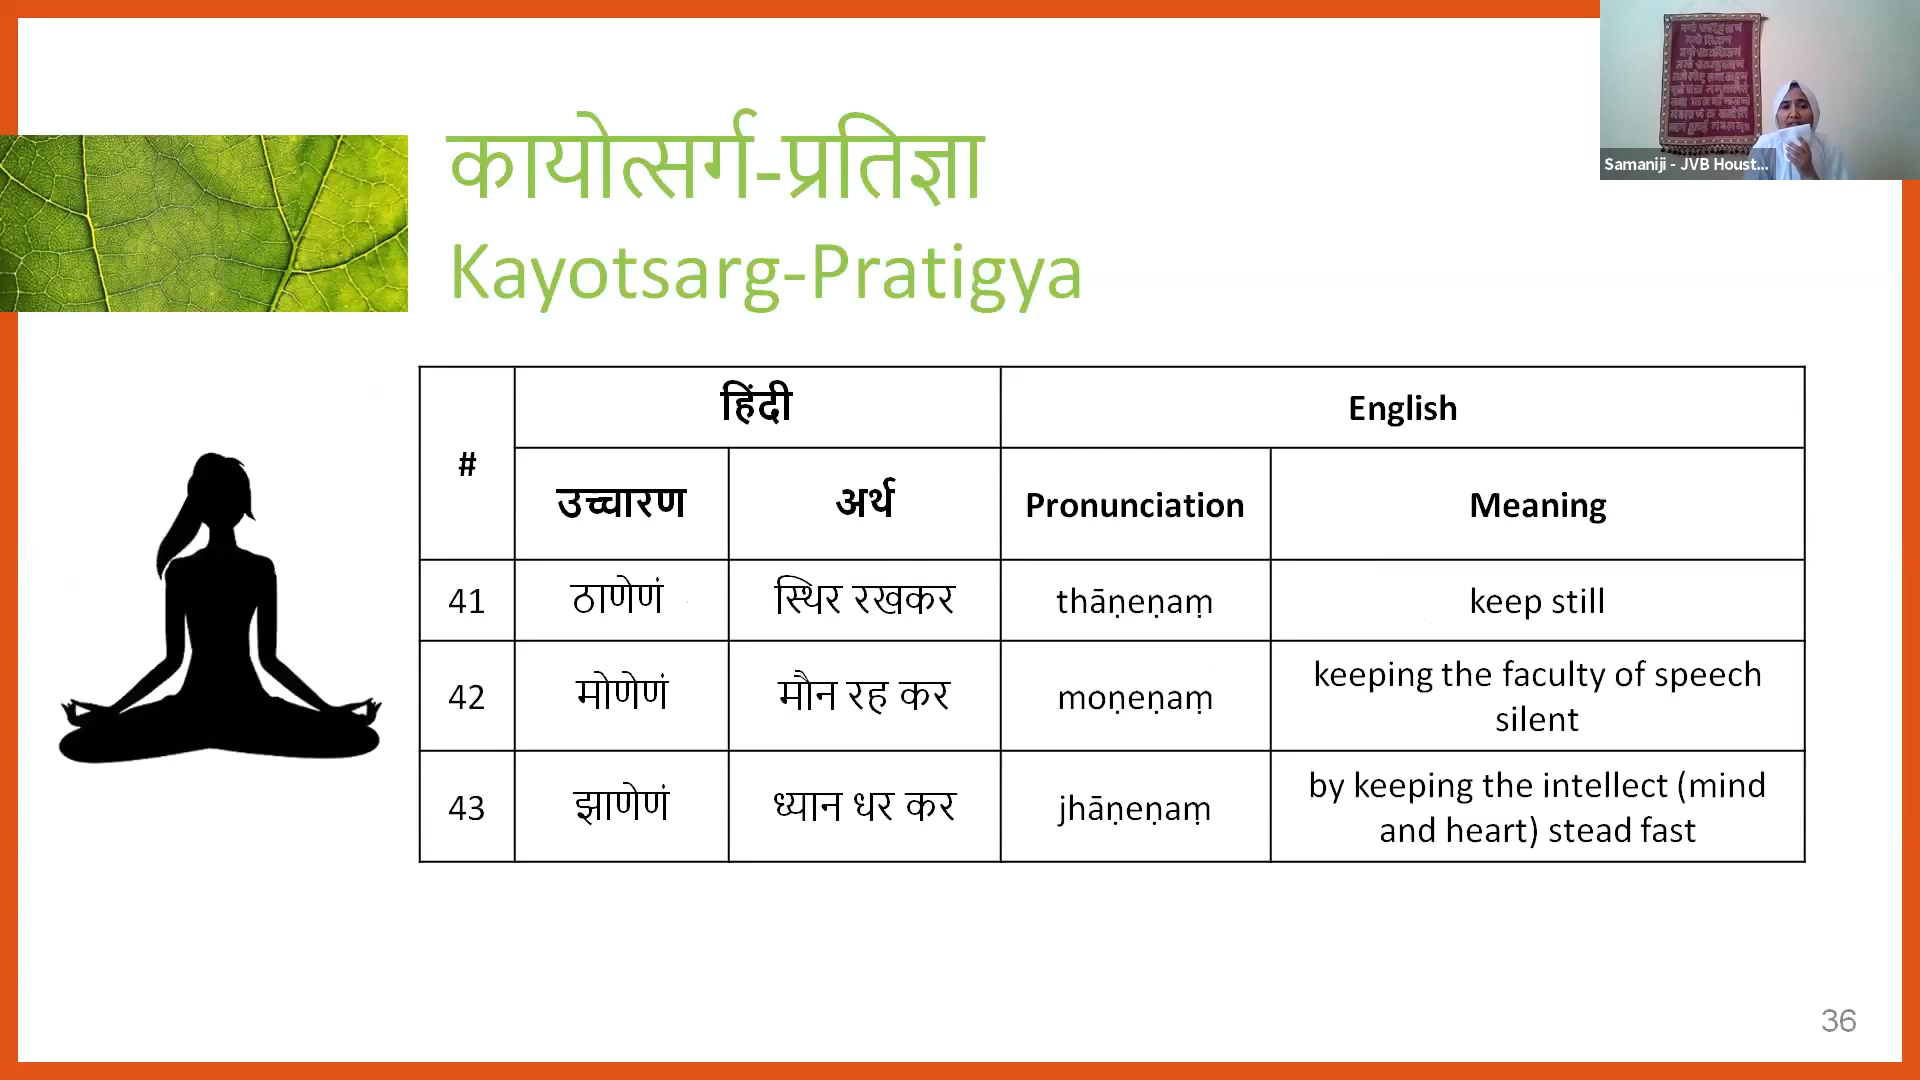 कायोत्सर्ग-प्रतिज्ञा
Kayotsarg-Pratigya
Samaniji - JVB Houst...
# हिंदी English
उच्चारण अर्थ Pronunciation Meaning
41 ठाणेणं स्थिर रखकर thāṇeṇaṃ keep still
42 मोणेणं मौन रह कर moṇeṇaṃ keeping the faculty of speech
silent
43 झाणेणं ध्यान धर कर jhāṇeṇaṃ by keeping the intellect (mind
and heart) stead fast
36